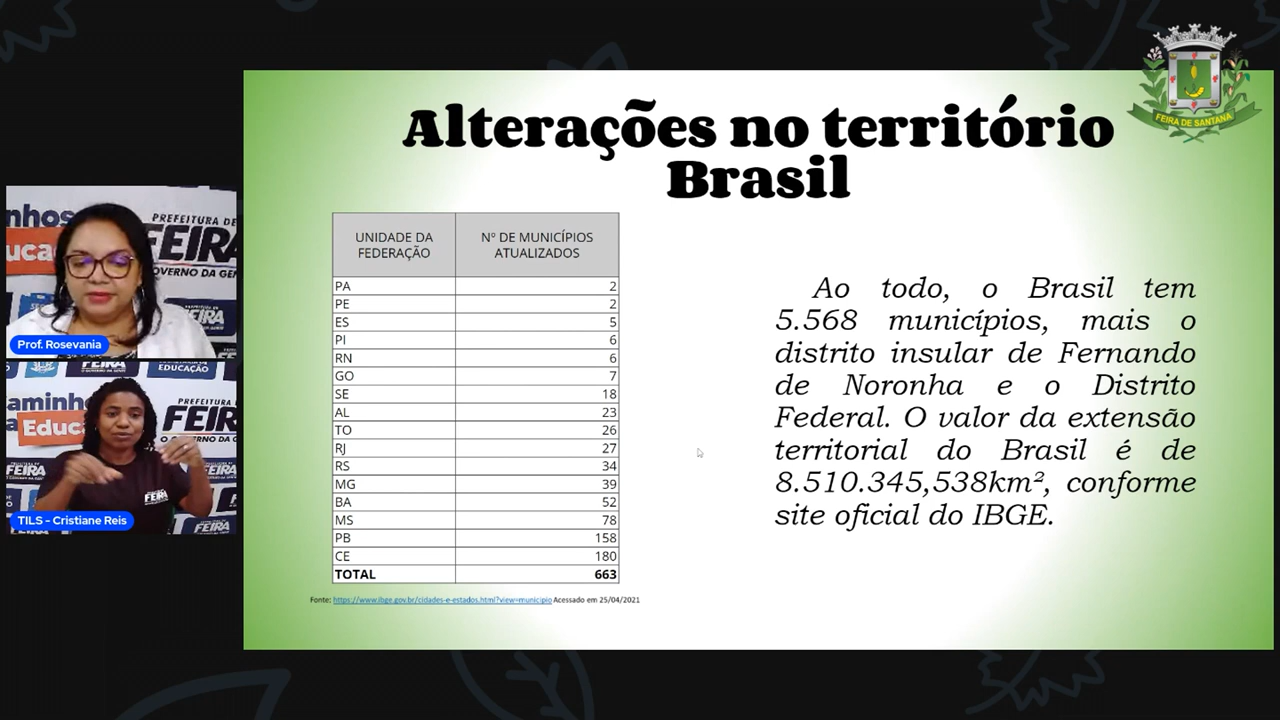 Alterações no território
Brasil
FEIRA DE SANTANA
UNIDADE DA FEDERAÇÃO
Nº DE MUNICÍPIOS ATUALIZADOS
PA 2
PE 2
ES 5
PI 6
RN 6
GO 7
SE 18
AL 23
TO 26
RJ 27
RS 34
MG 39
BA 52
MS 78
PB 158
CE 180
TOTAL 663
Fonte: https://www.ibge.gov.br/cidades-e-estados.html?view=municipio Acessado em 25/04/2021
Ao todo, o Brasil tem
5.568 municípios, mais o
distrito insular de Fernando
de Noronha e o Distrito
Federal. O valor da extensão
territorial do Brasil é de
8.510.345,538km², conforme
site oficial do IBGE.
PREFEITURA DE
FEIRA
Prof. Rosevania
EDUCAÇÃO
aminho
Educa
PREFEITURA
FEIR
FEIRA
TILS - Cristiane Reis